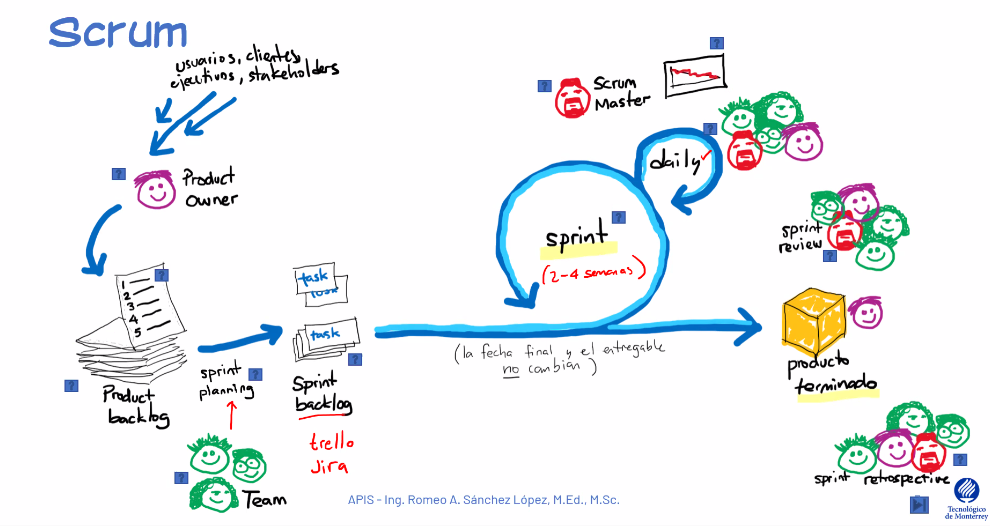 Scrum
usuarios, clientes,
ejecutivos, stakeholders
Product
owner
1
2
3
4
5
Product
backlog
sprint
planning
Team
task
task
task
Sprint
backlog
trello
Jira
sprint
(2-4 semanas)
daily
Scrum
Master
(la fecha final y el entregable
no cambian)
sprint
review
producto
terminado
sprint retrospective
APIS - Ing. Romeo A. Sánchez López, M.Ed., M.Sc.
Tecnológico
de Monterrey
?
?
?
?
?
?
?
?
?
?
?
?
?